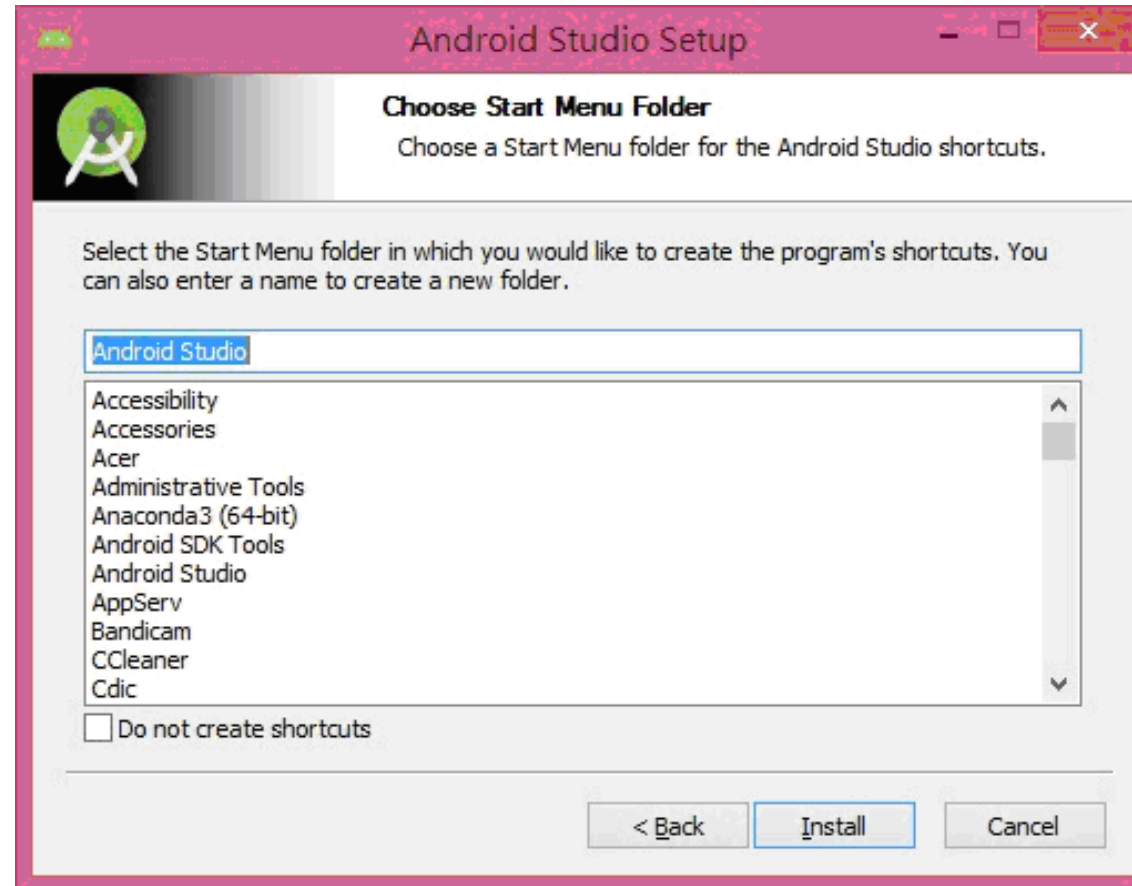 Android Studio Setup
Choose Start Menu Folder
Choose a Start Menu folder for the Android Studio shortcuts.
Select the Start Menu folder in which you would like to create the program's shortcuts. You
can also enter a name to create a new folder.
Android Studio
Accessibility
Accessories
Acer
Administrative Tools
Anaconda3 (64-bit)
Android SDK Tools
Android Studio
AppServ
Bandicam
CCleaner
Cdic
Do not create shortcuts
< Back Install Cancel